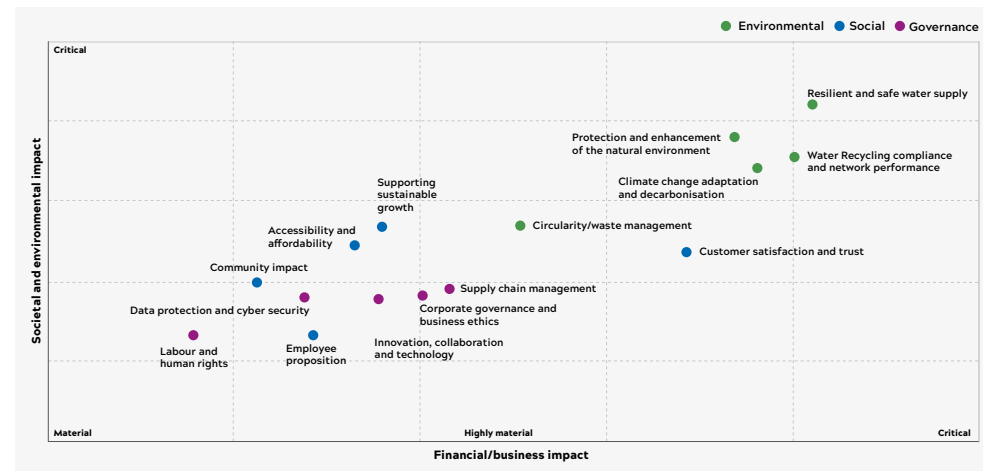 Environmental
Social
Governance
Critical
Resilient and safe water supply
Protection and enhancement
of the natural environment
Water Recycling compliance
and network performance
Climate change adaptation
and decarbonisation
Supporting
sustainable
growth
Circularity/waste management
Accessibility and
affordability
Customer satisfaction and trust
Community impact
Supply chain management
Data protection and cyber security
Corporate governance and
business ethics
Innovation, collaboration
and technology
Labour and
human rights
Employee
proposition
Societal and environmental impact
Material
Highly material
Critical
Financial/business impact